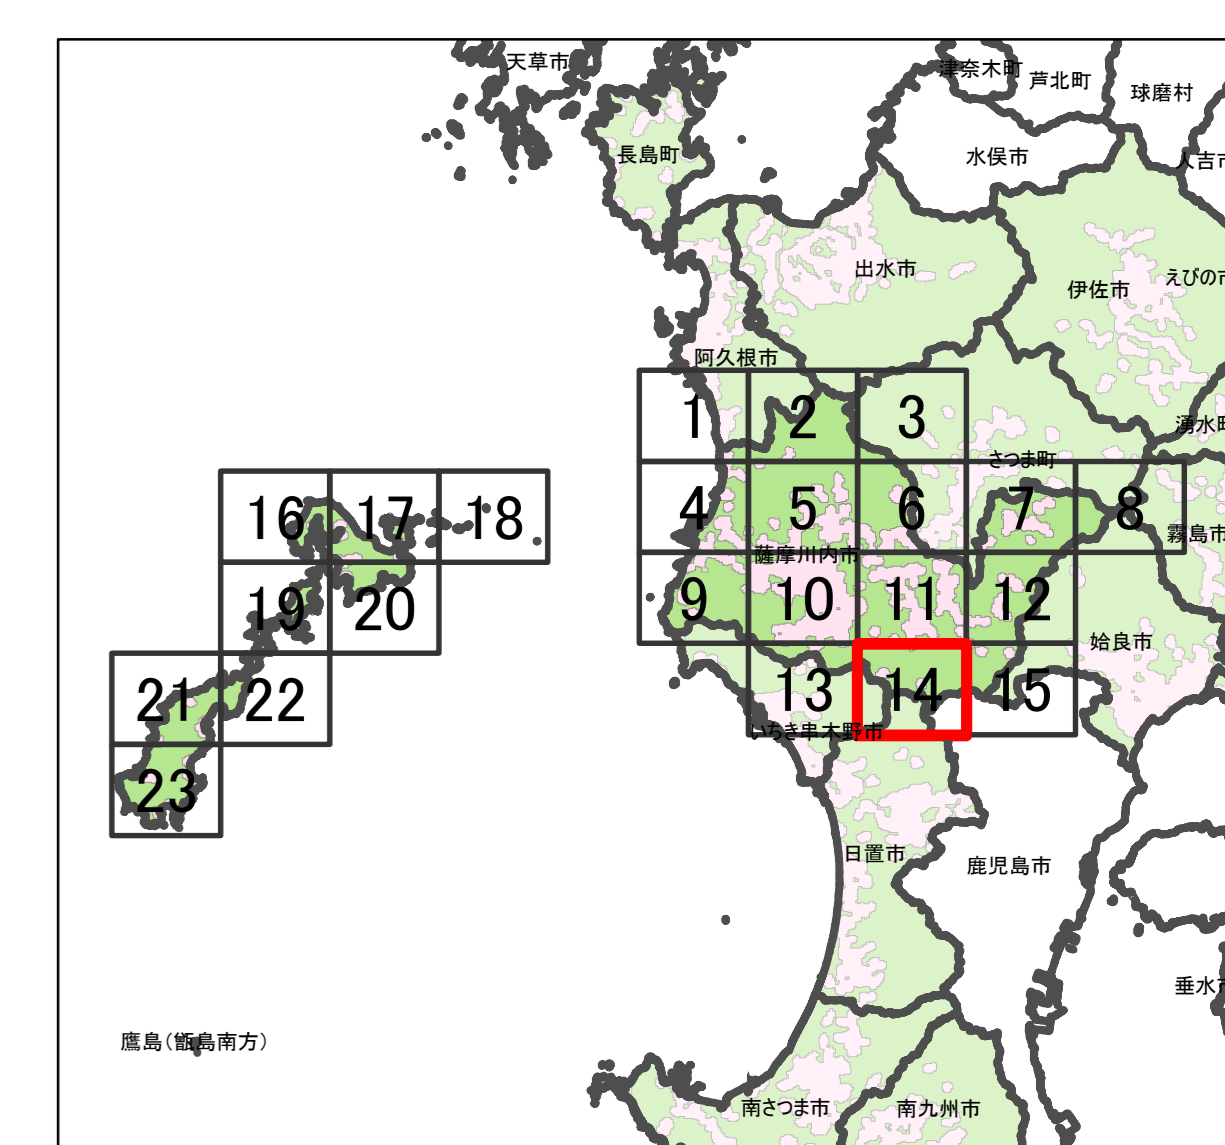 天草市
津奈木町
芦北町
球磨村
長島町
水俣市
人吉市
出水市
伊佐市
えびの市
阿久根市
湧水町
1
2
3
さつま町
4
5
6
7
8
16
17
18
霧島市
薩摩川内市
9
10
11
12
19
20
姶良市
21
22
13
14
15
いちき串木野市
23
日置市
鹿児島市
垂水市
鷹島(甑島南方)
南さつま市
南九州市